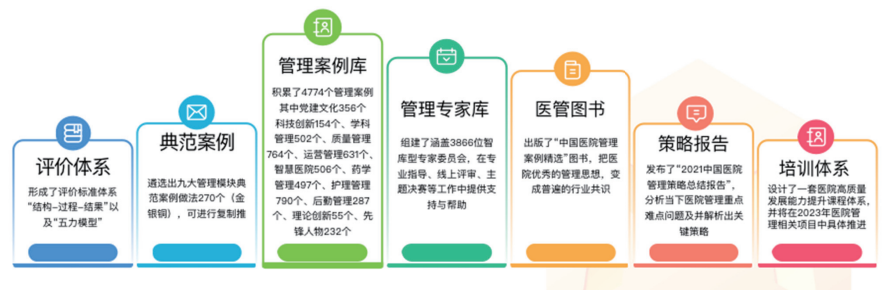 评价体系
形成了评价标准体系
“结构-过程-结果”以
及“五力模型”
典范案例
遴选出九大管理模块典
范案例做法270个（金
银铜），可进行复制推
管理案例库
积累了4774个管理案例
其中党建文化356个
科技创新154个、学科
管理502个、质量管理
764个、运营管理631个、
智慧医院506个、药学
管理497个、护理管理
790个、后勤管理287
个、理论创新55个、先
锋人物232个
管理专家库
组建了涵盖3866位智
库型专家委员会，在专
业指导、线上评审、主
题决赛等工作中提供支
持与帮助
医管图书
出版了“中国医院管理
案例精选”图书，把医
院优秀的管理思想，变
成普遍的行业共识
策略报告
发布了“2021中国医院
管理策略总结报告”，
分析当下医院管理重点
难点问题及并解析出关
键策略
培训体系
设计了一套医院高质量
发展能力提升课程体系，
并将在2023年医院管
理相关项目中具体推进